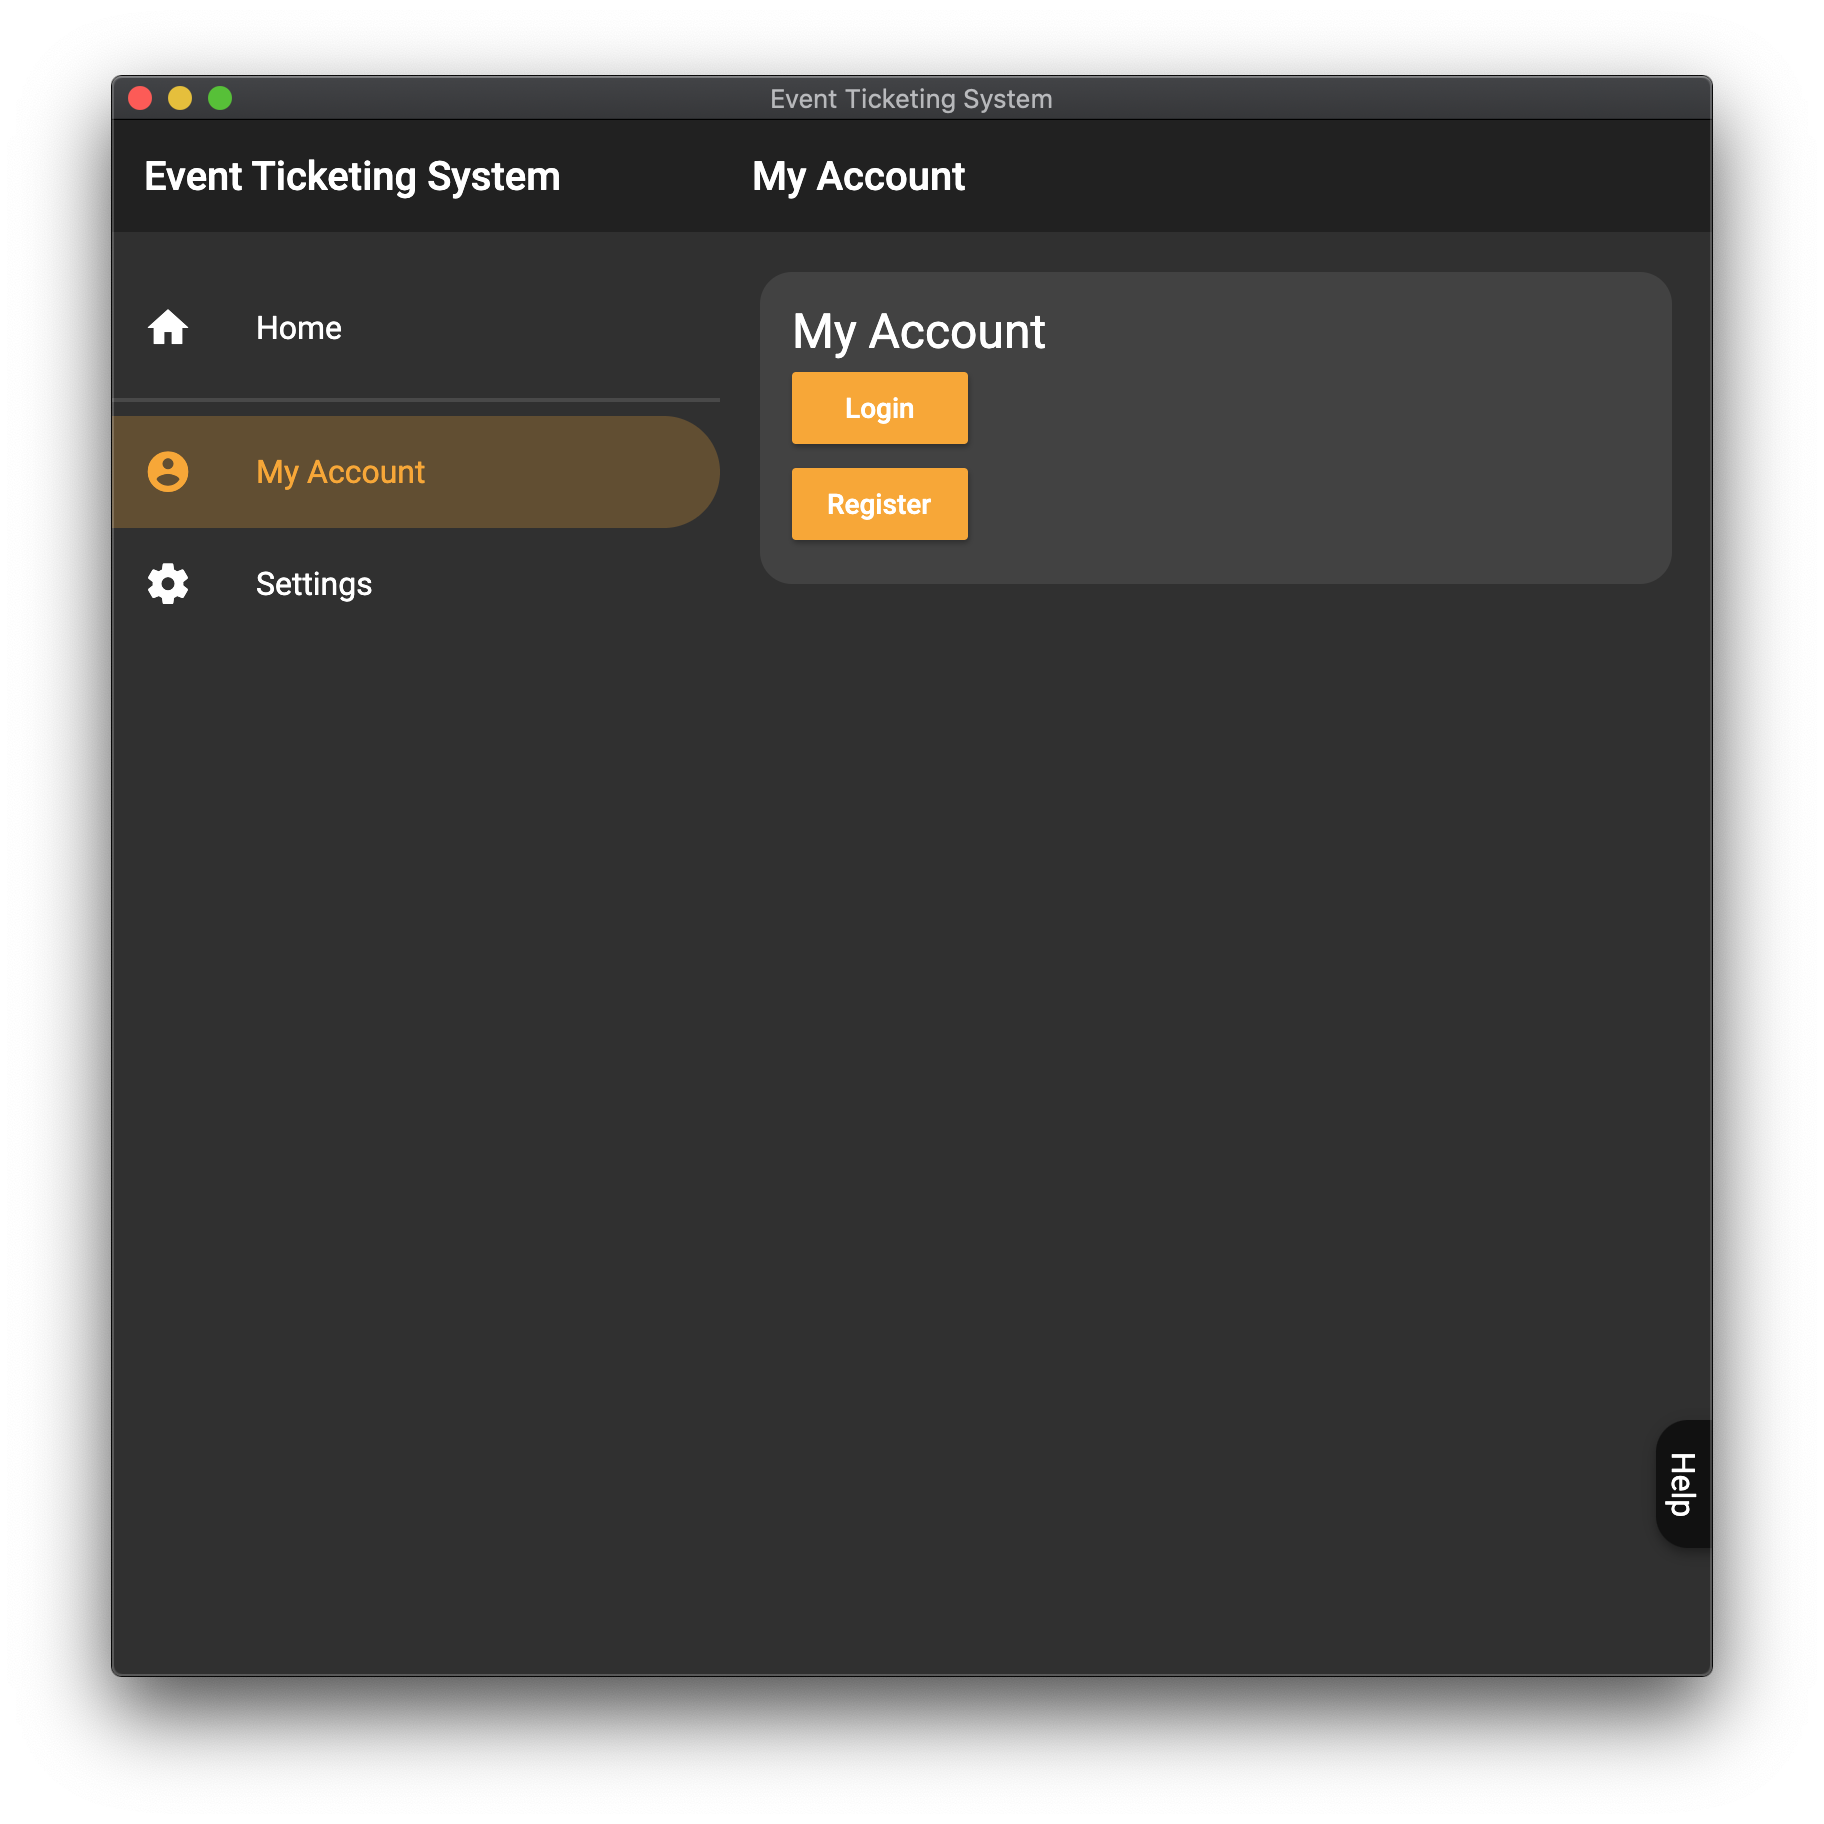 Event Ticketing System
Event Ticketing System
My Account
Home
My Account
Settings
My Account
Login
Register
Help